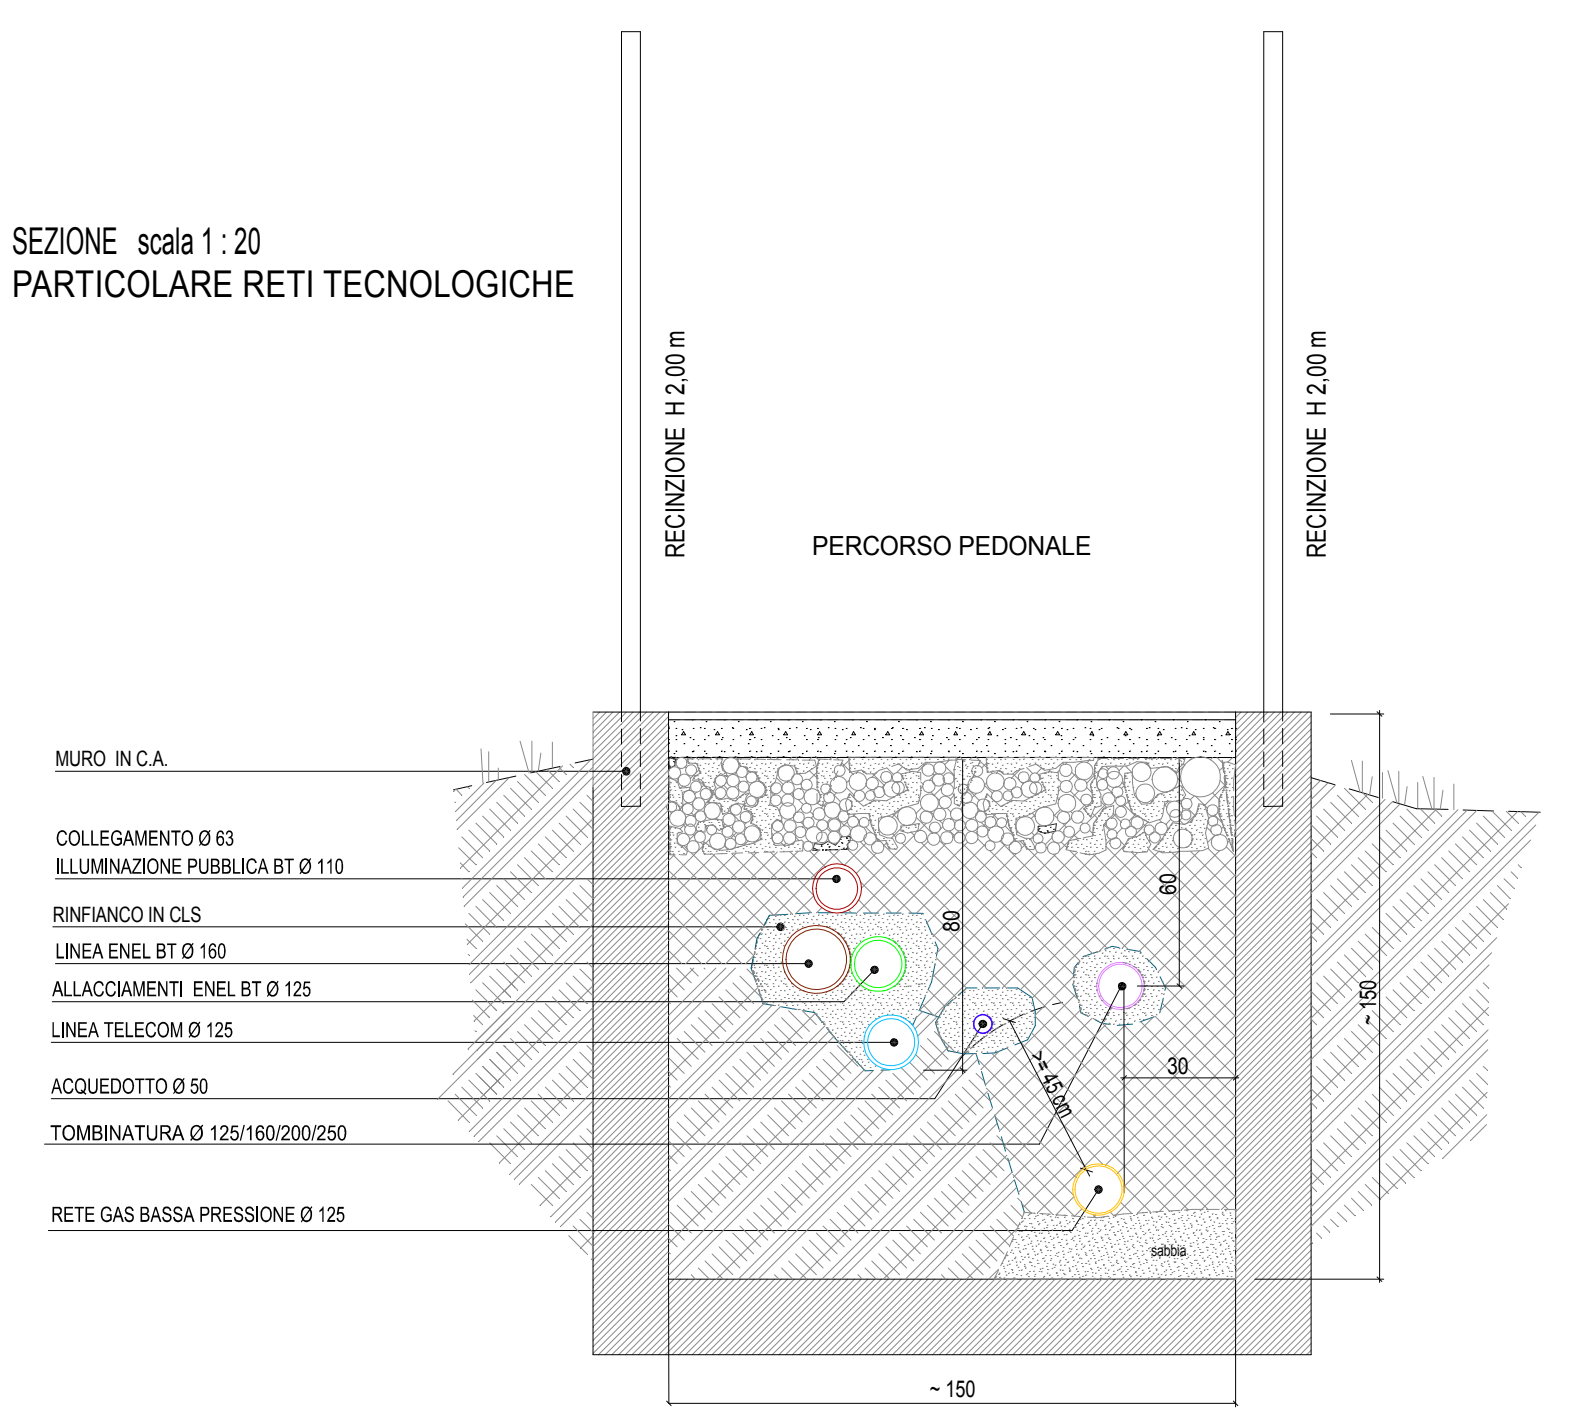 SEZIONE scala 1 : 20
PARTICOLARE RETI TECNOLOGICHE
RECINZIONE H 2,00 m
RECINZIONE H 2,00 m
PERCORSO PEDONALE
MURO IN C.A.
COLLEGAMENTO Ø 63
ILLUMINAZIONE PUBBLICA BT Ø 110
RINFIANCO IN CLS
LINEA ENEL BT Ø 160
ALLACCIAMENTI ENEL BT Ø 125
LINEA TELECOM Ø 125
ACQUEDOTTO Ø 50
TOMBINATURA Ø 125/160/200/250
RETE GAS BASSA PRESSIONE Ø 125
80
60
~ 150
>= 45 cm
30
sabbia
~ 150